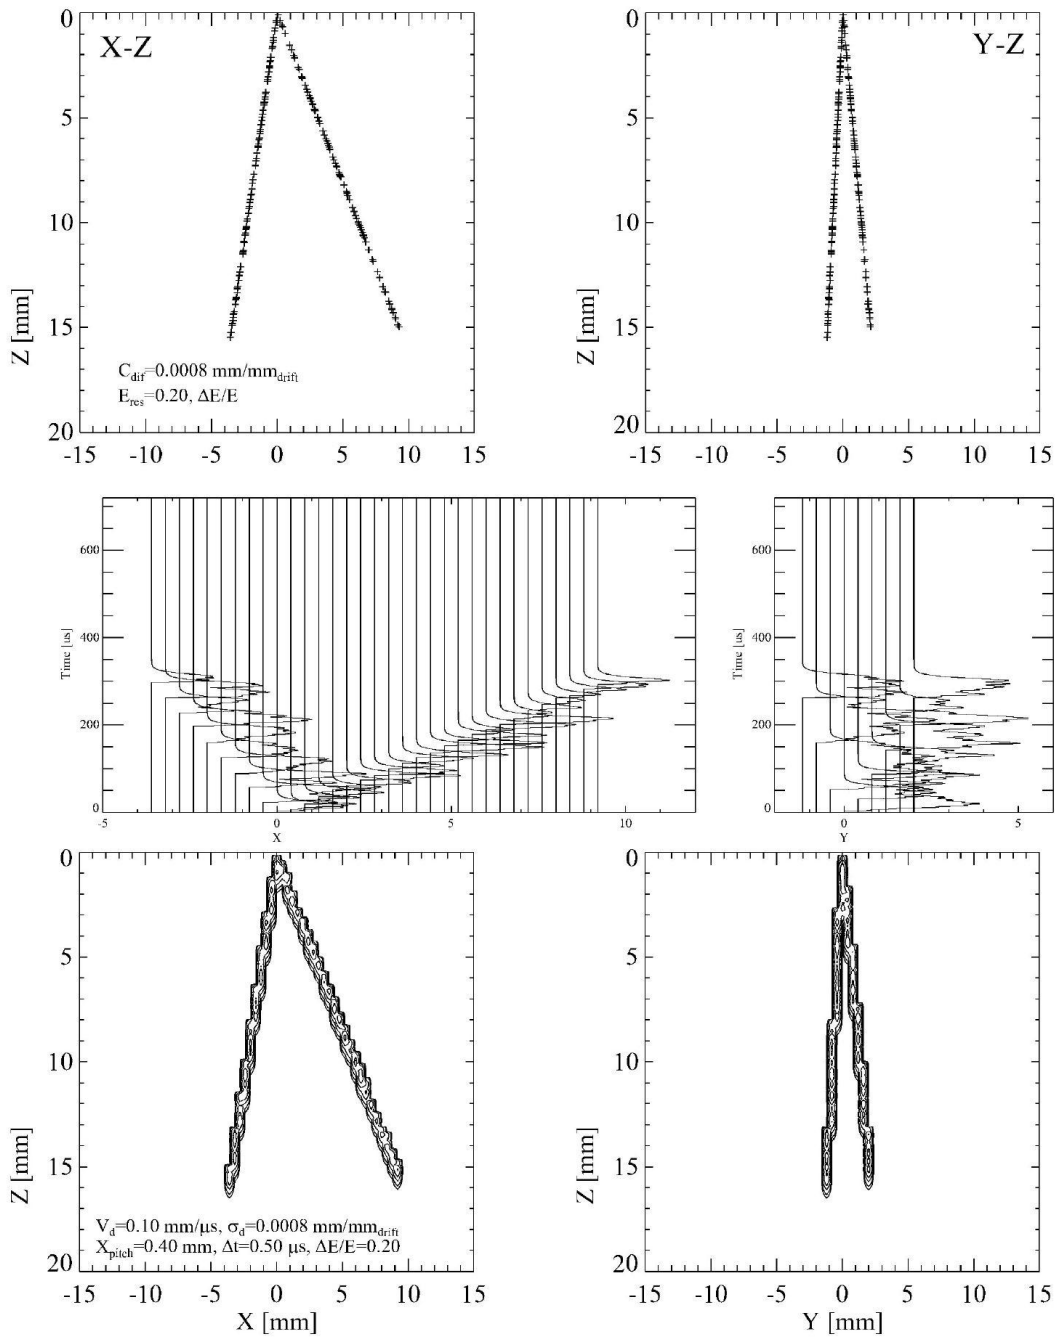 X-Z
0
5
10
15
20
Z [mm]
C_dif=0.0008 mm/mm_drift
E_res=0.20, ΔE/E
-15 -10 -5 0 5 10 15
Y-Z
0
5
10
15
20
Z [mm]
-15 -10 -5 0 5 10 15
600
400
200
0
Time [us]
-5 0 5 10
X
600
400
200
0
Time [us]
0 5
Y
0
5
10
15
20
Z [mm]
V_d=0.10 mm/μs, σ_d=0.0008 mm/mm_drift
X_pitch=0.40 mm, Δt=0.50 μs, ΔE/E=0.20
-15 -10 -5 0 5 10 15
X [mm]
0
5
10
15
20
Z [mm]
-15 -10 -5 0 5 10 15
Y [mm]